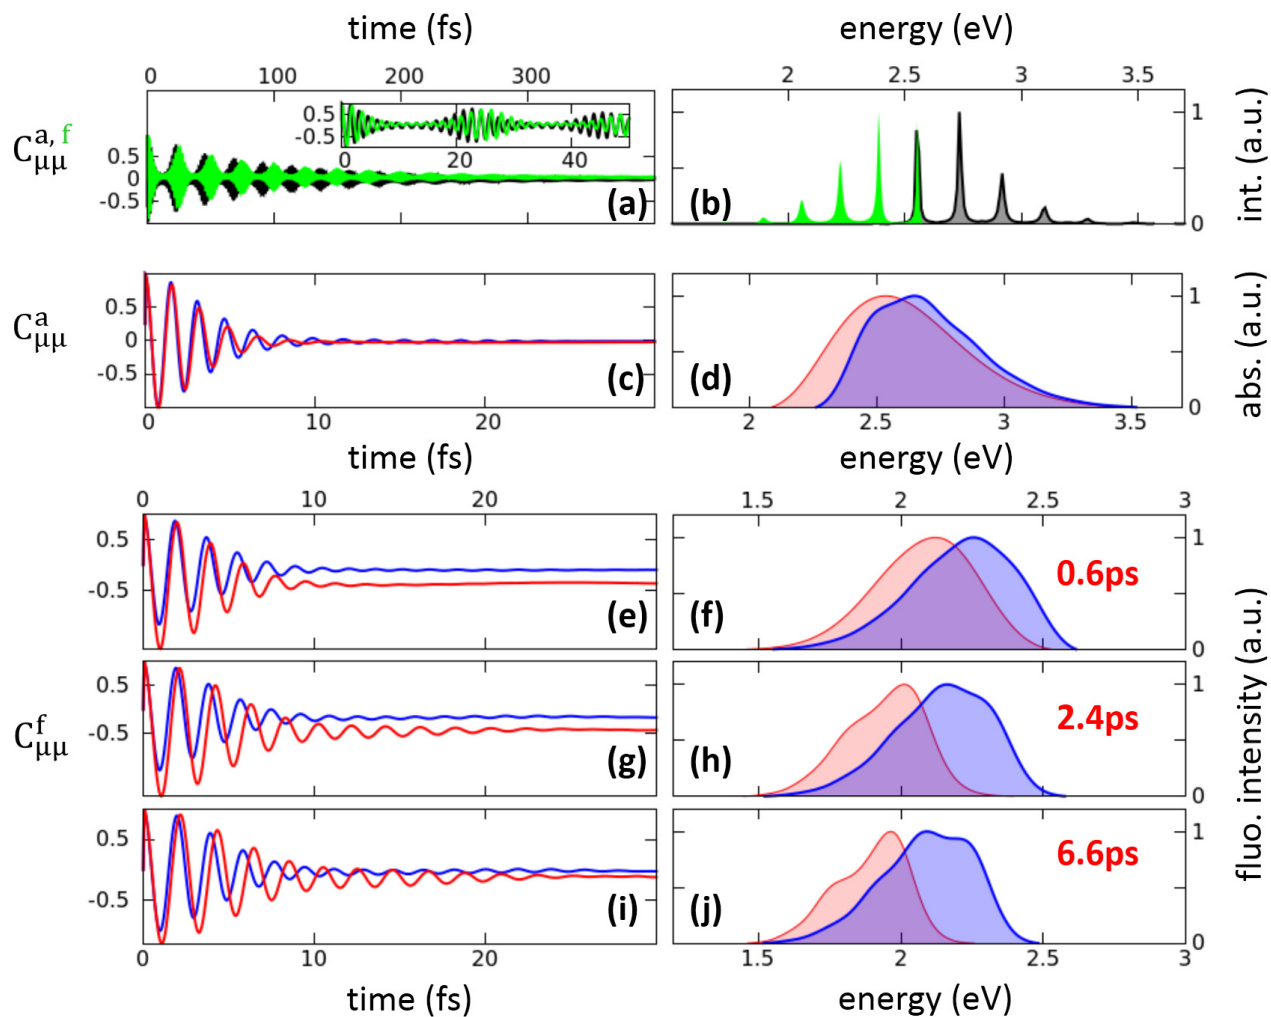 time (fs)
energy (eV)
0 100 200 300
2 2.5 3 3.5
C^{a, f}_{μμ}
0.5
0
-0.5
0.5
-0.5
0 20 40
(a)
(b)
1
0
int. (a.u.)
C^{a}_{μμ}
0.5
0
-0.5
(c)
(d)
1
0
abs. (a.u.)
0 10 20
2 2.5 3 3.5
time (fs)
energy (eV)
0 10 20
1.5 2 2.5 3
0.5
-0.5
(e)
(f)
0.6ps
1
0
C^{f}_{μμ}
0.5
-0.5
(g)
(h)
2.4ps
1
0
fluo. intensity (a.u.)
0.5
-0.5
(i)
(j)
6.6ps
1
0
0 10 20
1.5 2 2.5 3
time (fs)
energy (eV)